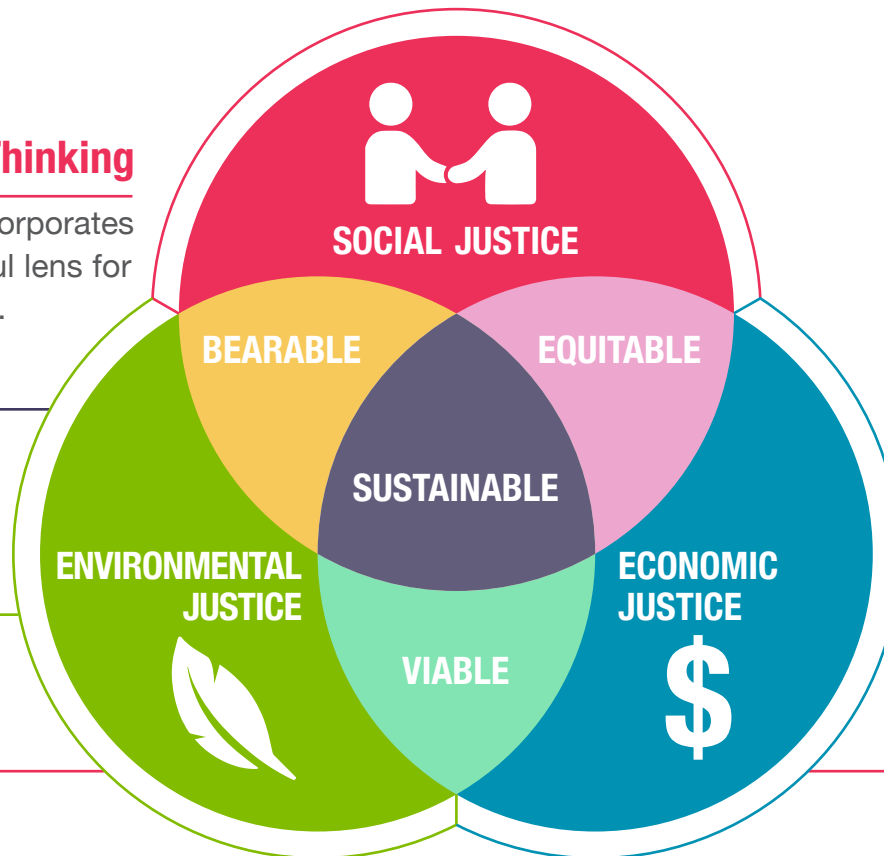 Thinking
orporates
ul lens for
.
SOCIAL JUSTICE
BEARABLE
EQUITABLE
SUSTAINABLE
ENVIRONMENTAL
JUSTICE
ECONOMIC
JUSTICE
VIABLE
$